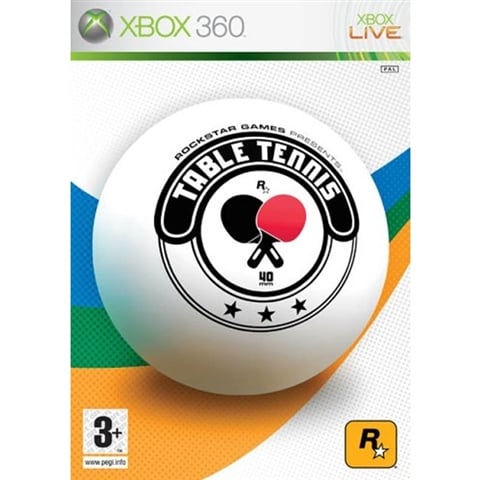 XBOX 360
XBOX
LIVE
PAL
ROCKSTAR GAMES PRESENTS
TABLE TENNIS
R
40
mm
3+
www.pegi.info
R